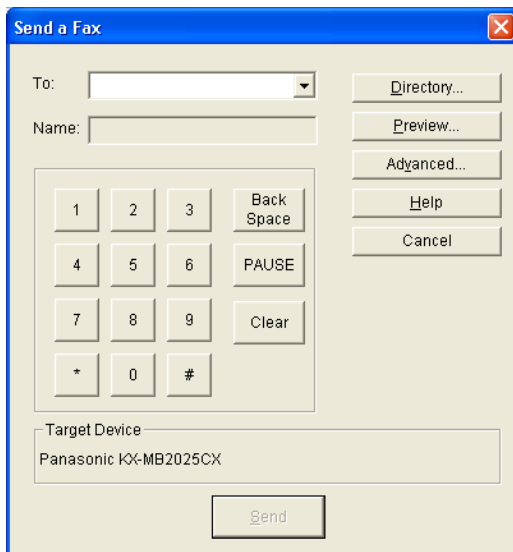 Send a Fax
To:
Directory...
Name:
Preview...
Advanced...
Help
Cancel
1 2 3 Back Space
4 5 6 PAUSE
7 8 9 Clear
* 0 #
Target Device
Panasonic KX-MB2025CX
Send